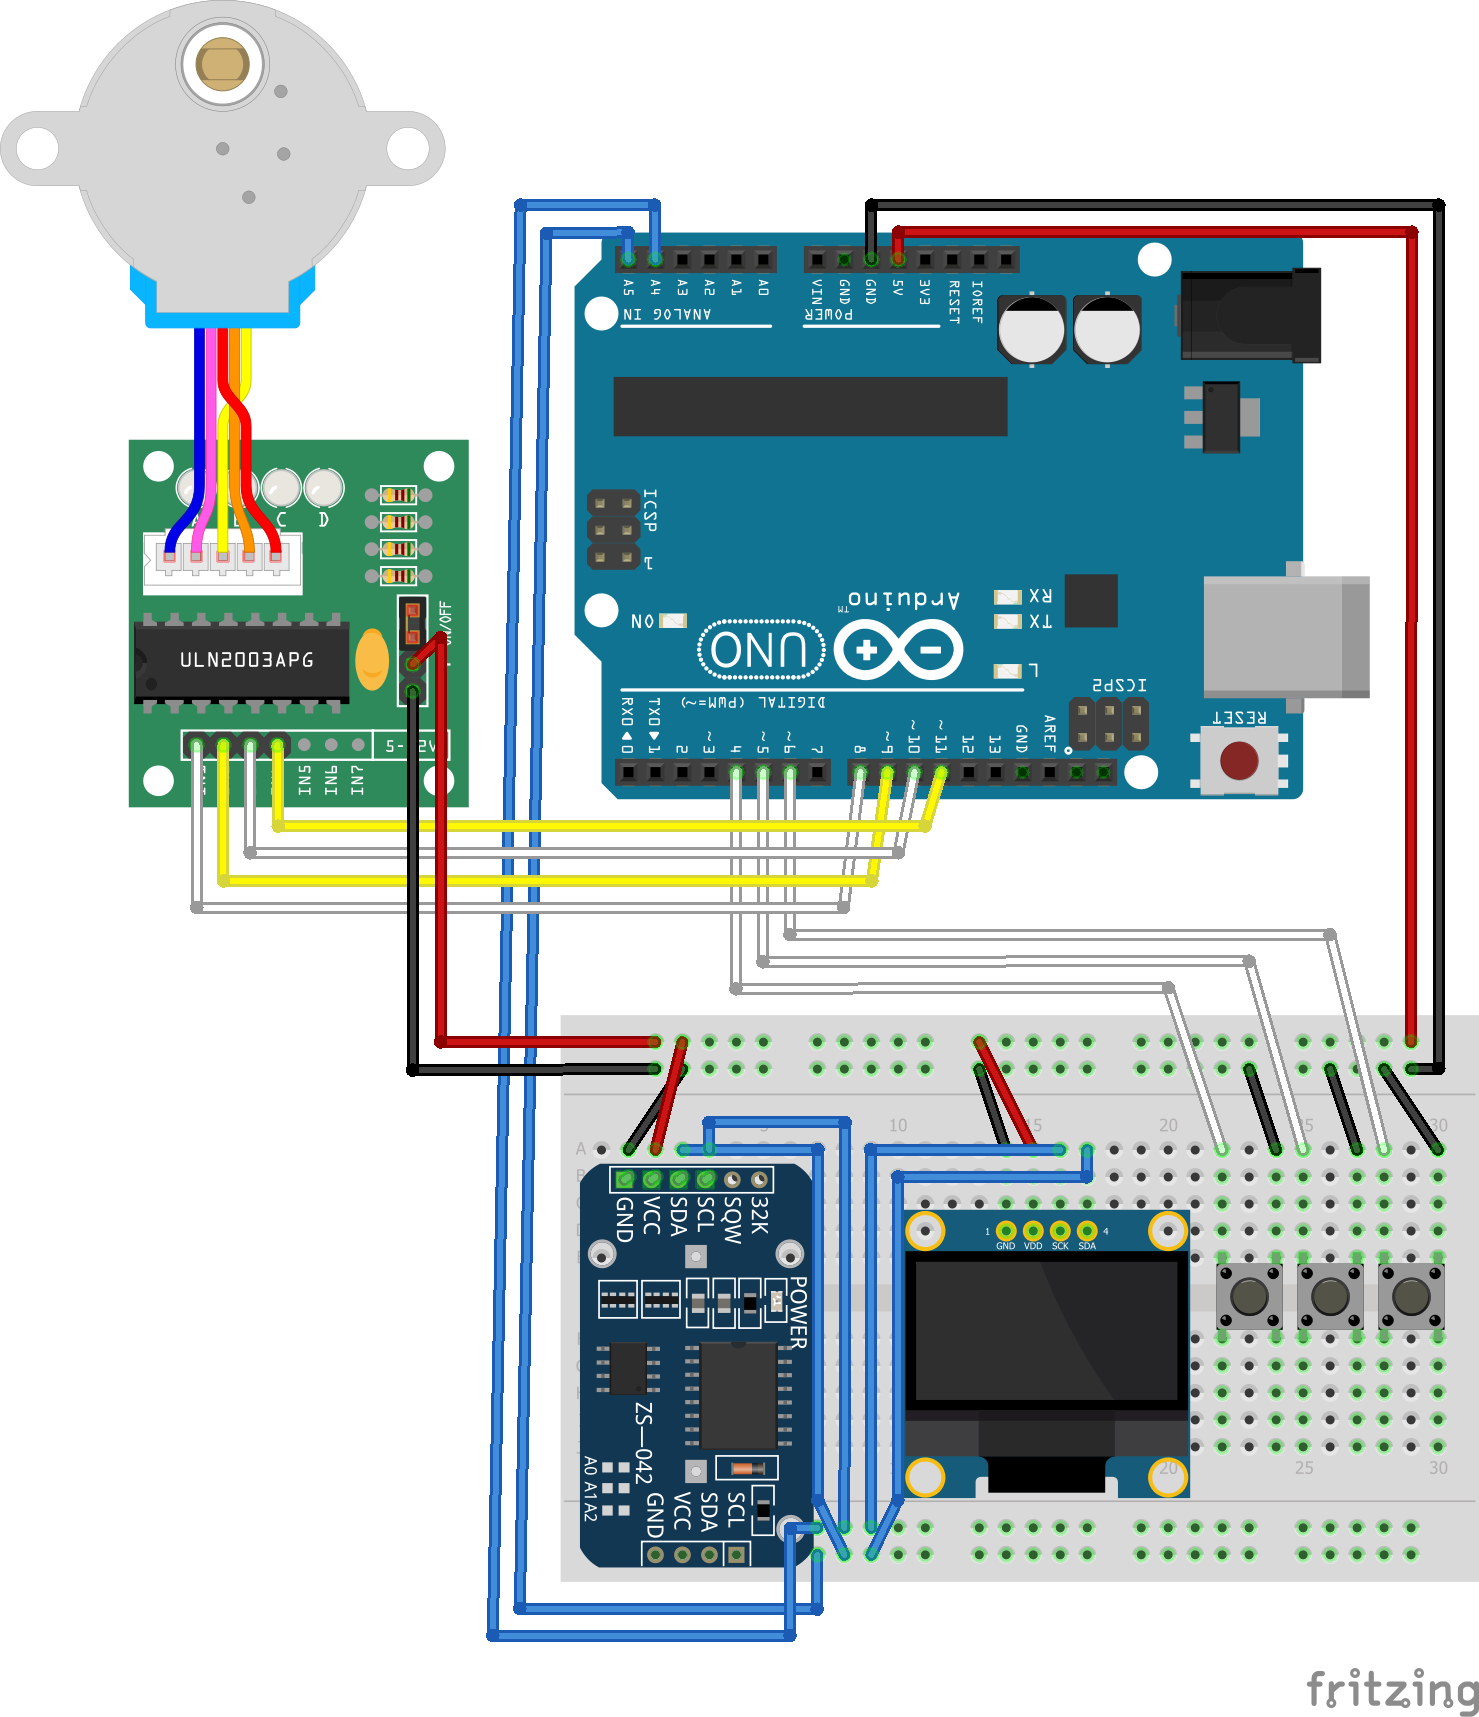 A5 A4 A3 A2 A1 A0
VIN GND GND 5V 3V3 RESET IOREF
ANALOG IN
POWER
C D
ICSP
1
ON/OFF
ULN2003APG
ON
UNO
Arduino
TM
RX
TX
L
ICSP2
DIGITAL (PWM=~)
RX0 TX0
0 1 2 ~3 4 ~5 ~6 7 8 ~9 ~10 ~11 12 13 GND AREF
RESET
IN5 IN6 IN7
10 15 20 25 30
A
GND VCC SDA SCL SQW 32K
POWER
1 4
GND VDD SCK SDA
ZS-042
A0 A1 A2
GND VCC SDA SCL
20 25 30
fritzing